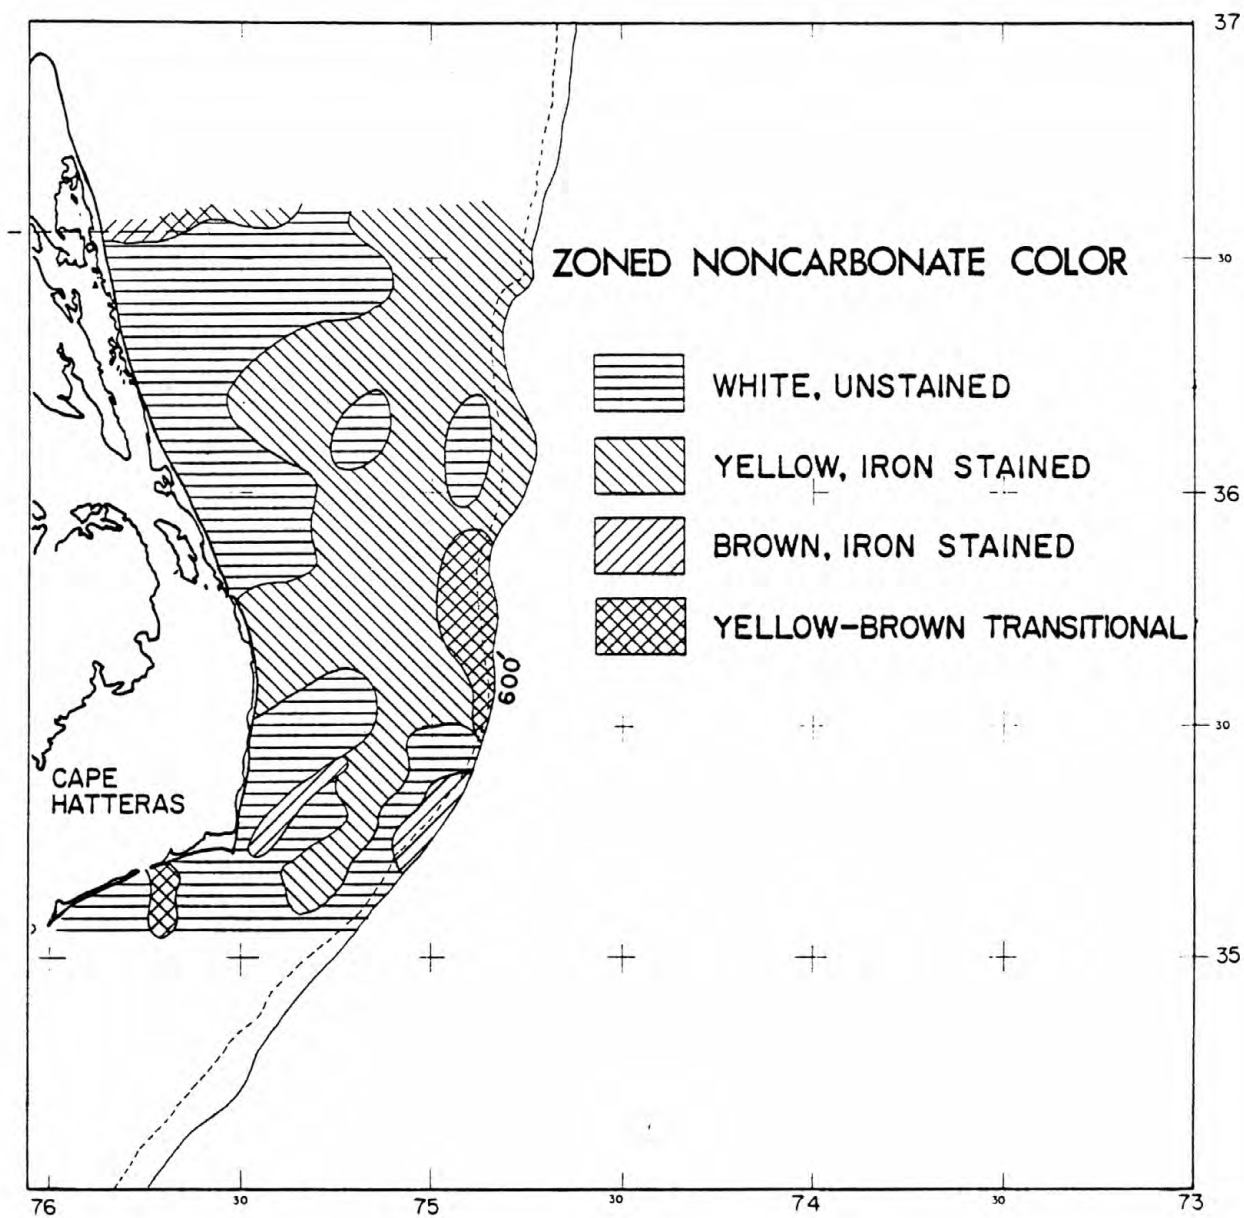 37
ZONED NONCARBONATE COLOR
30
WHITE, UNSTAINED
YELLOW, IRON STAINED
36
BROWN, IRON STAINED
YELLOW-BROWN TRANSITIONAL
600'
30
CAPE
HATTERAS
35
76
30
75
30
74
30
73